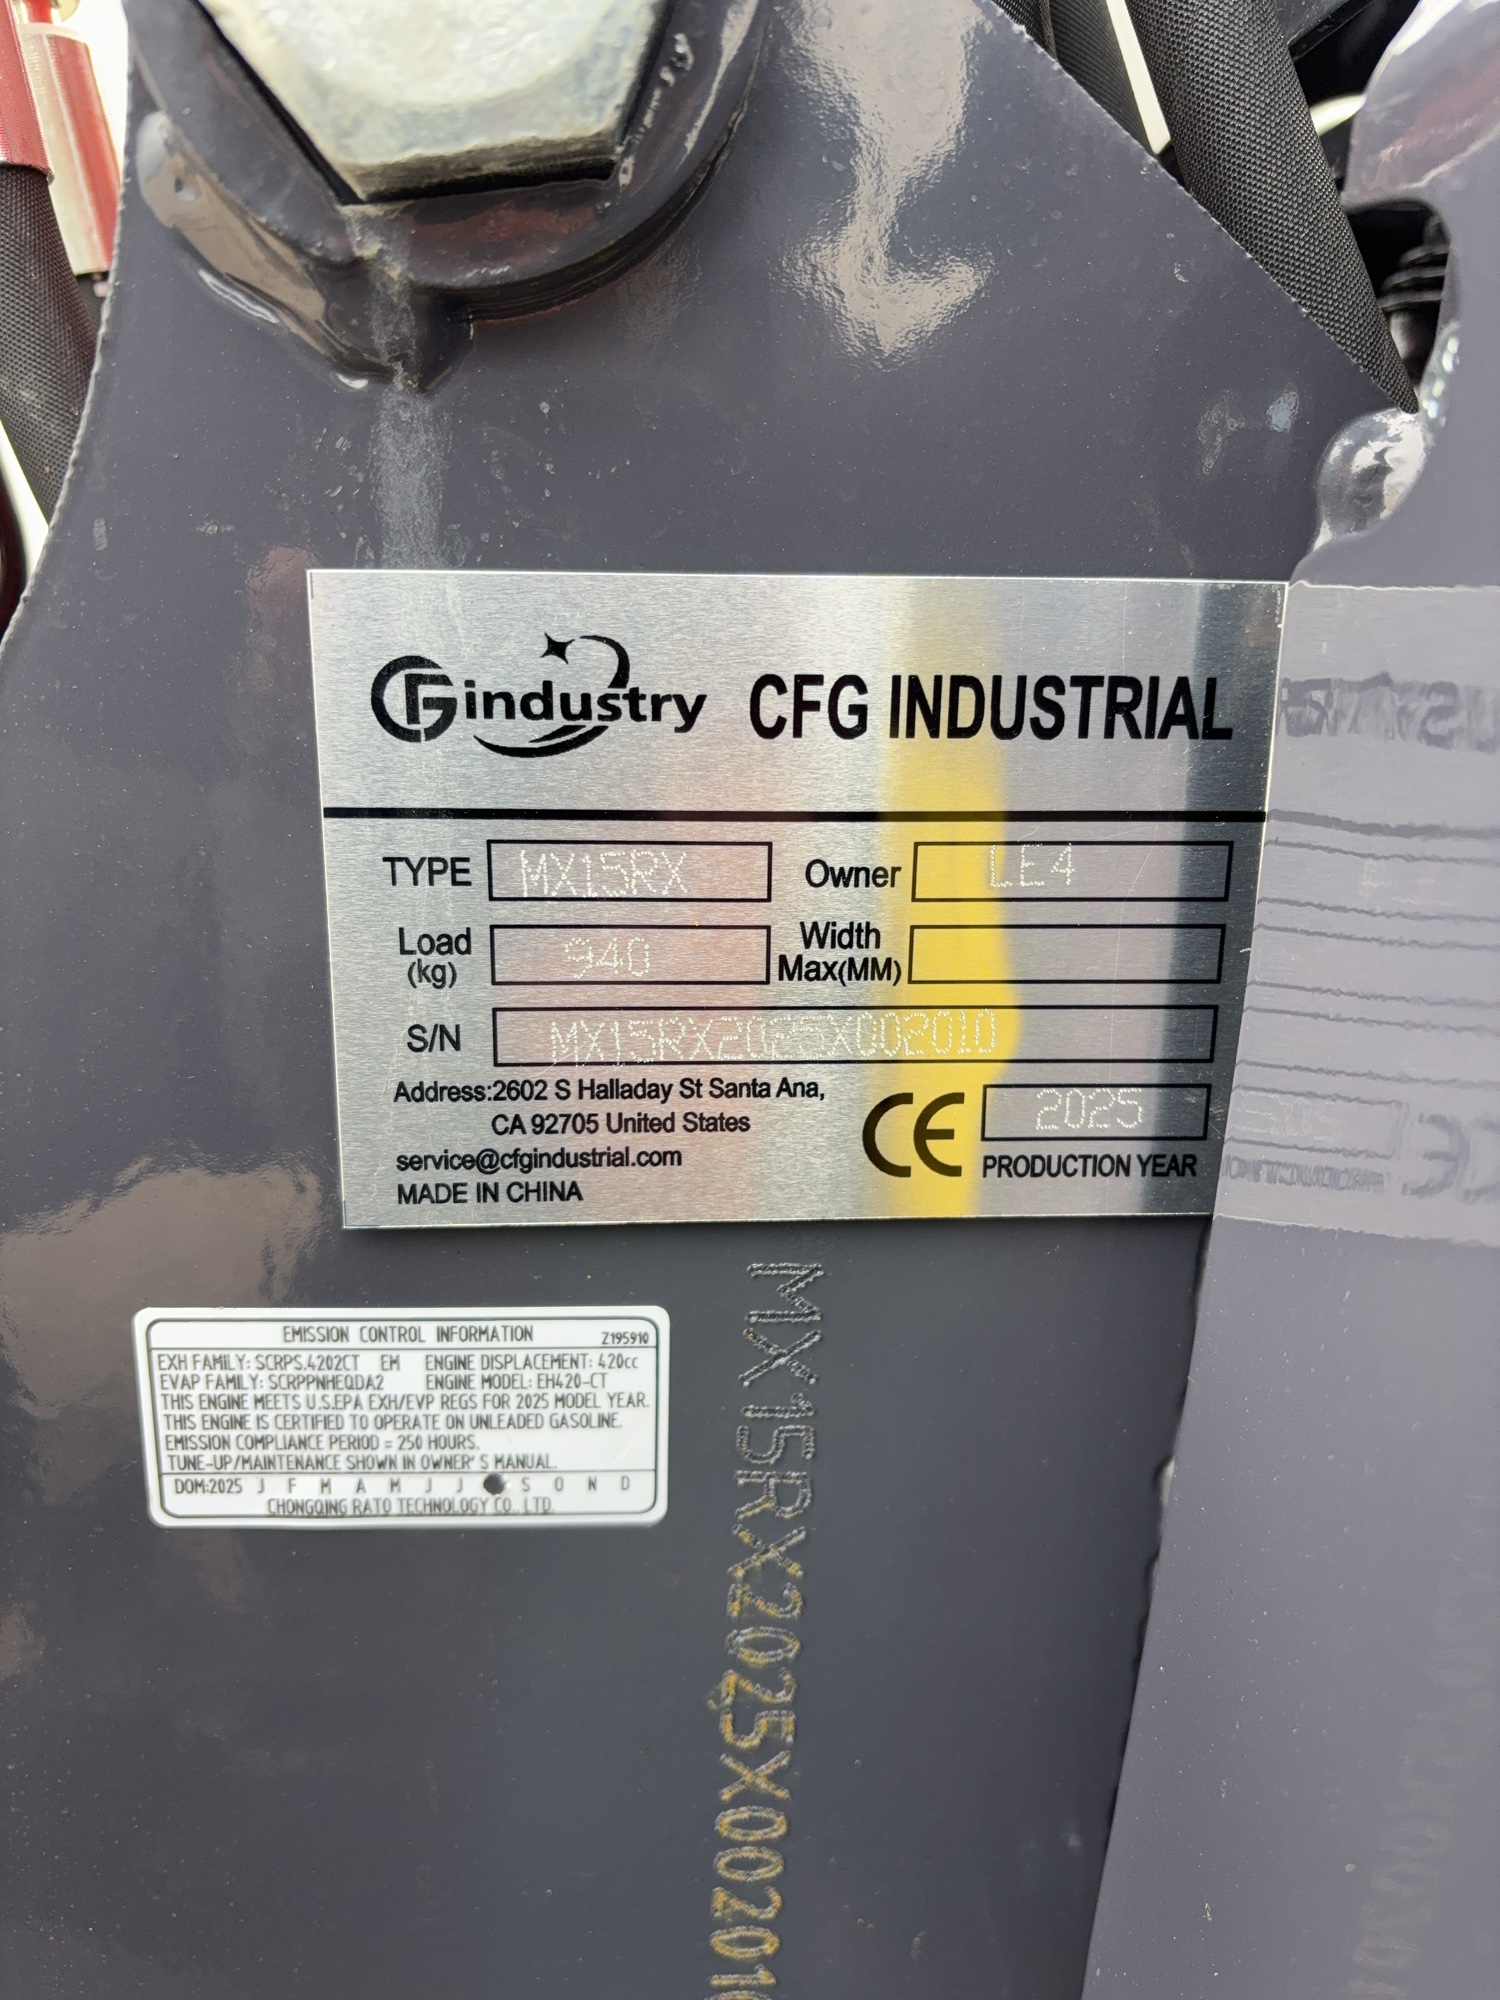 CFG industry CFG INDUSTRIAL
TYPE MX15RX Owner LE4
Load (kg) 940 Width Max(MM)
S/N MX15RX2025X002010
Address:2602 S Halladay St Santa Ana,
CA 92705 United States
service@cfgindustrial.com
MADE IN CHINA
CE 2025
PRODUCTION YEAR
EMISSION CONTROL INFORMATION Z195910
EXH FAMILY: SCRPS.4202CT EM ENGINE DISPLACEMENT: 420cc
EVAP FAMILY: SCRPPNHEQDA2 ENGINE MODEL: EH420-CT
THIS ENGINE MEETS U.S.EPA EXH/EVP REGS FOR 2025 MODEL YEAR.
THIS ENGINE IS CERTIFIED TO OPERATE ON UNLEADED GASOLINE.
EMISSION COMPLIANCE PERIOD = 250 HOURS.
TUNE-UP/MAINTENANCE SHOWN IN OWNER'S MANUAL.
DOM:2025 J F M A M J J S O N D
CHONGQING RATO TECHNOLOGY CO., LTD.
MX15RX2025X002010